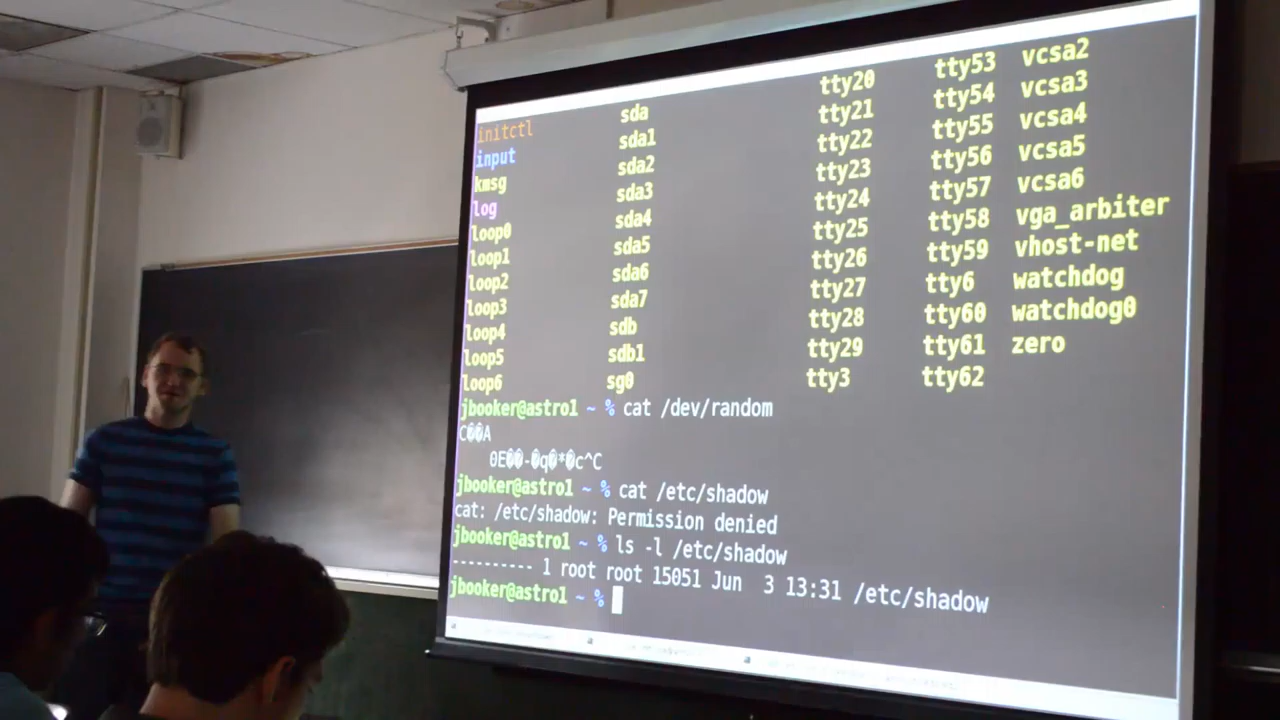 initctl sda tty20 tty53 vcsa2
input sda1 tty21 tty54 vcsa3
kmsg sda2 tty22 tty55 vcsa4
log sda3 tty23 tty56 vcsa5
loop0 sda4 tty24 tty57 vcsa6
loop1 sda5 tty25 tty58 vga_arbiter
loop2 sda6 tty26 tty59 vhost-net
loop3 sda7 tty27 tty6 watchdog
loop4 sdb tty28 tty60 watchdog0
loop5 sdb1 tty29 tty61 zero
loop6 sg0 tty3 tty62
jbooker@astro1 ~ % cat /dev/random
C��A
0E��-�q�*�c^C
jbooker@astro1 ~ % cat /etc/shadow
cat: /etc/shadow: Permission denied
jbooker@astro1 ~ % ls -l /etc/shadow
---------- 1 root root 15051 Jun  3 13:31 /etc/shadow
jbooker@astro1 ~ %